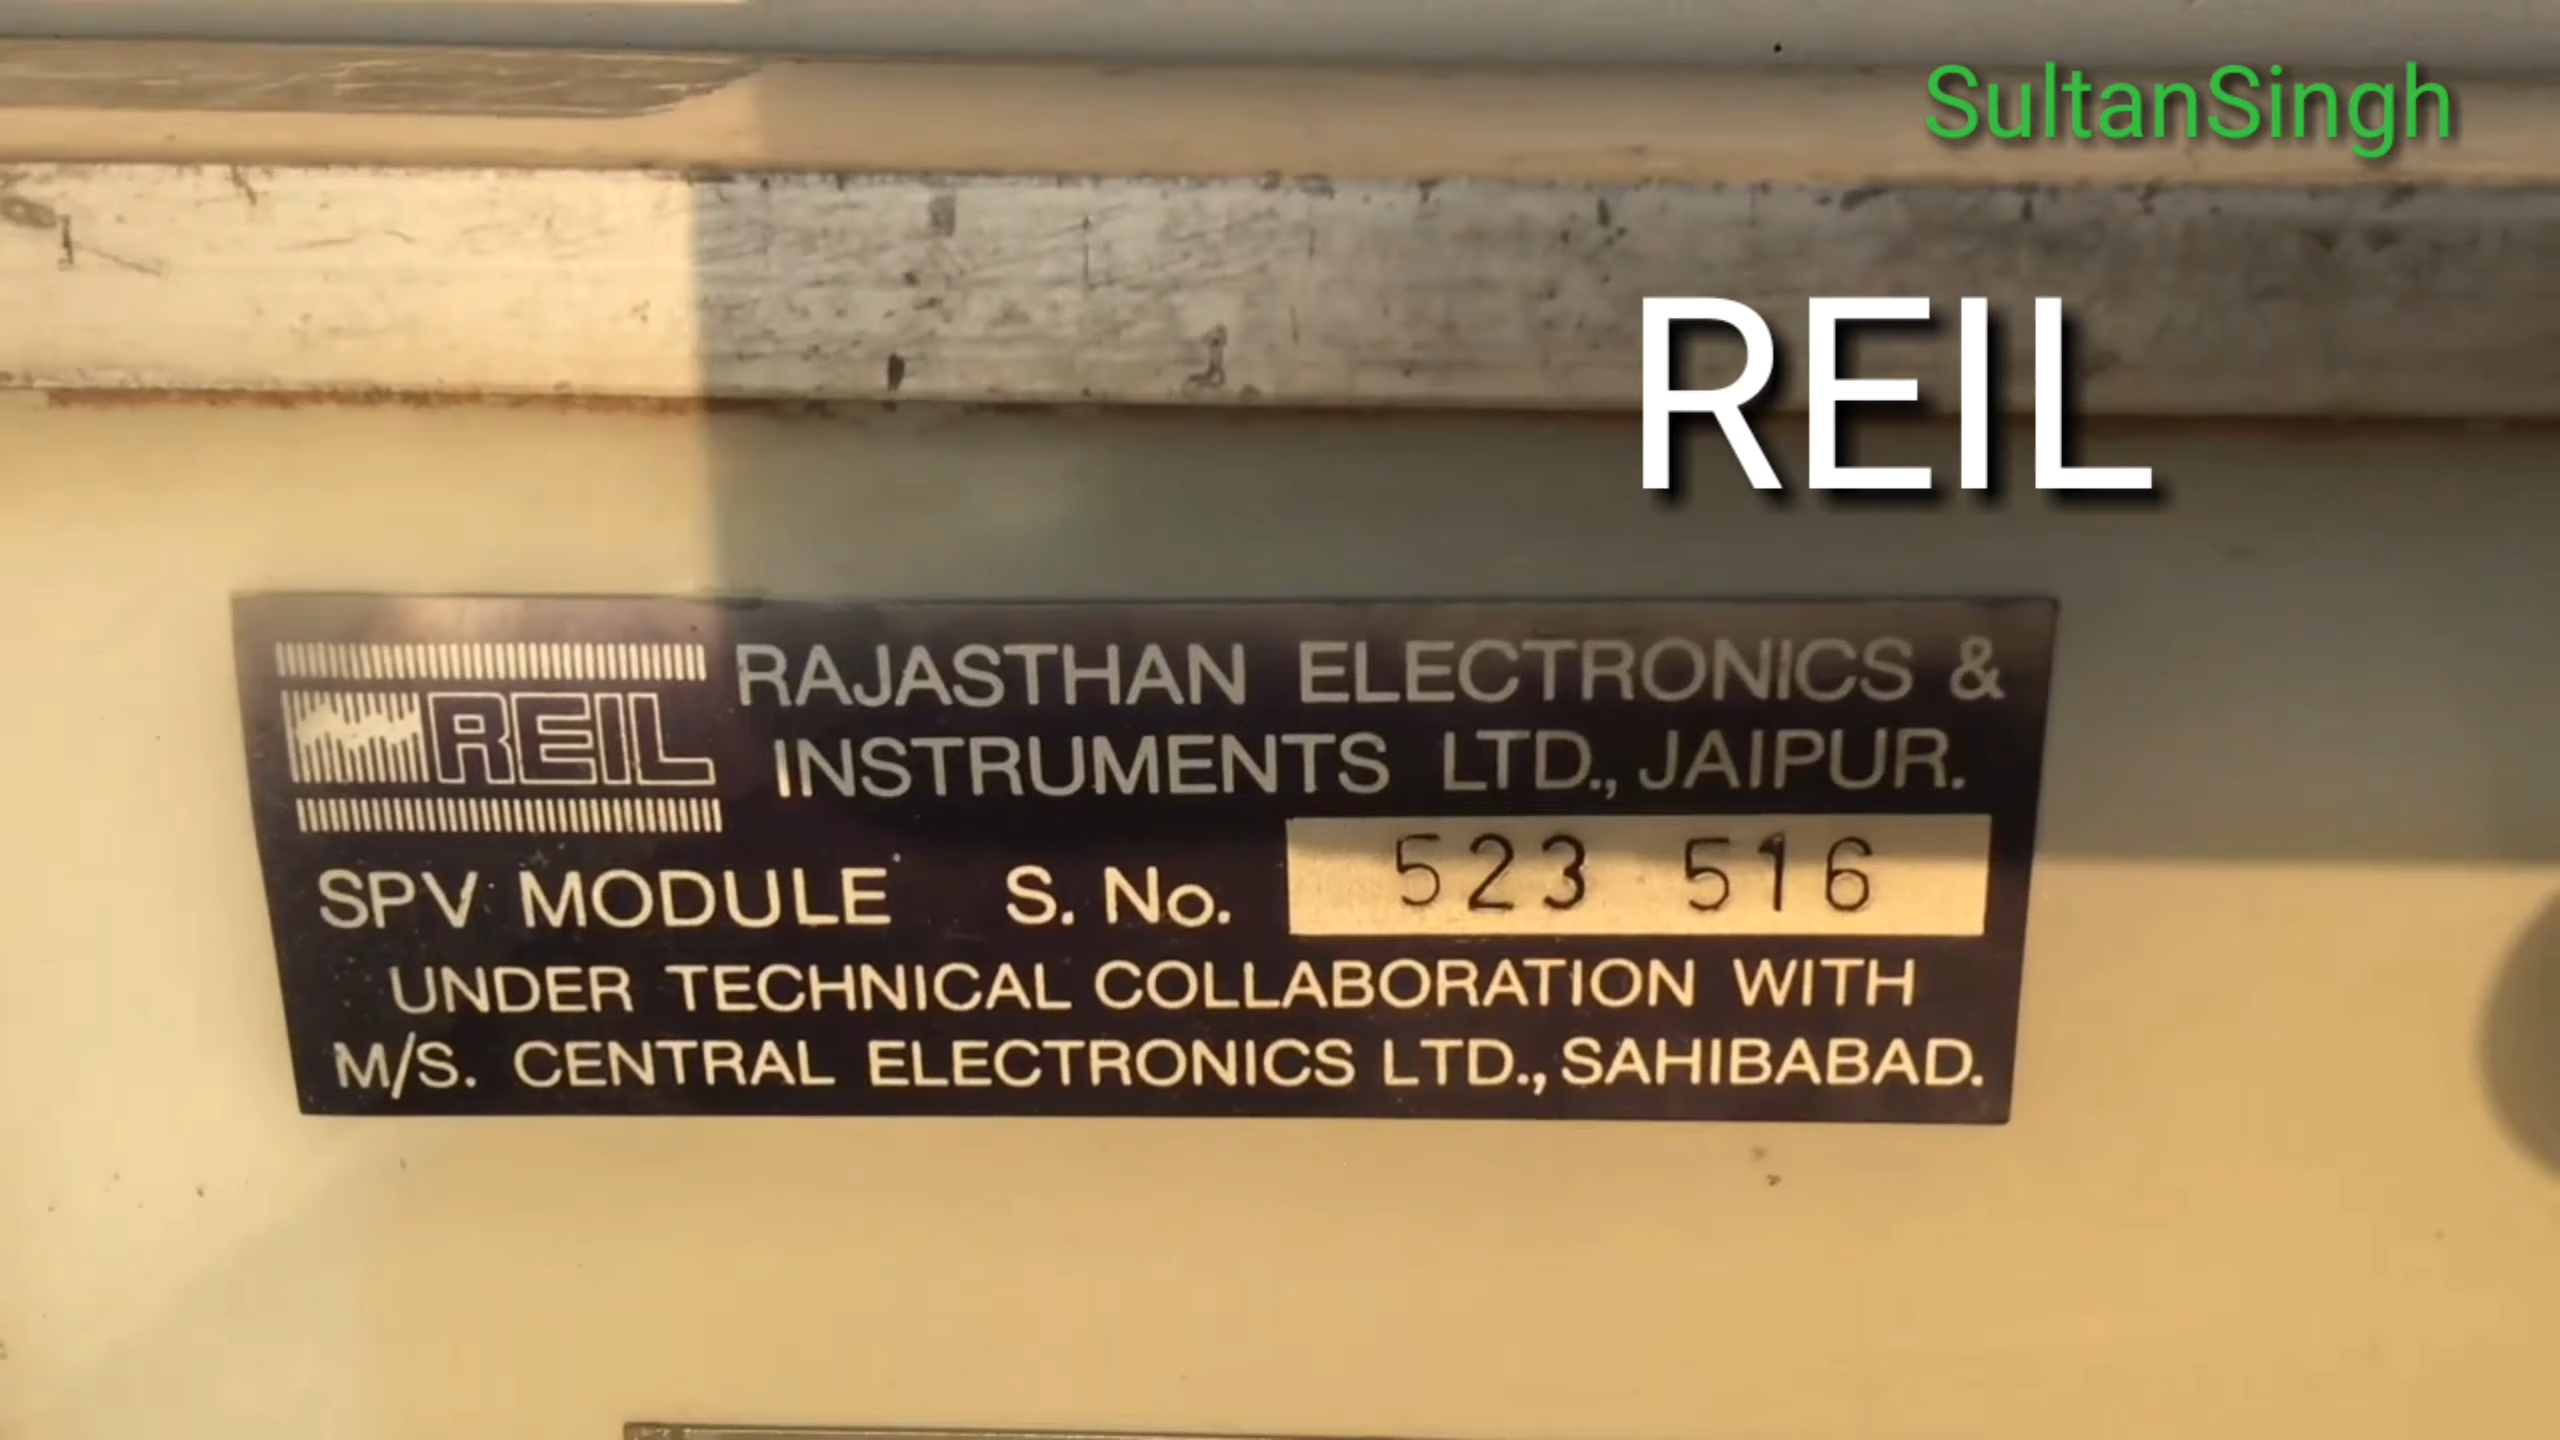 SultanSingh
REIL
REIL
RAJASTHAN ELECTRONICS &
INSTRUMENTS LTD., JAIPUR.
SPV MODULE S. No. 523 516
UNDER TECHNICAL COLLABORATION WITH
M/S. CENTRAL ELECTRONICS LTD., SAHIBABAD.